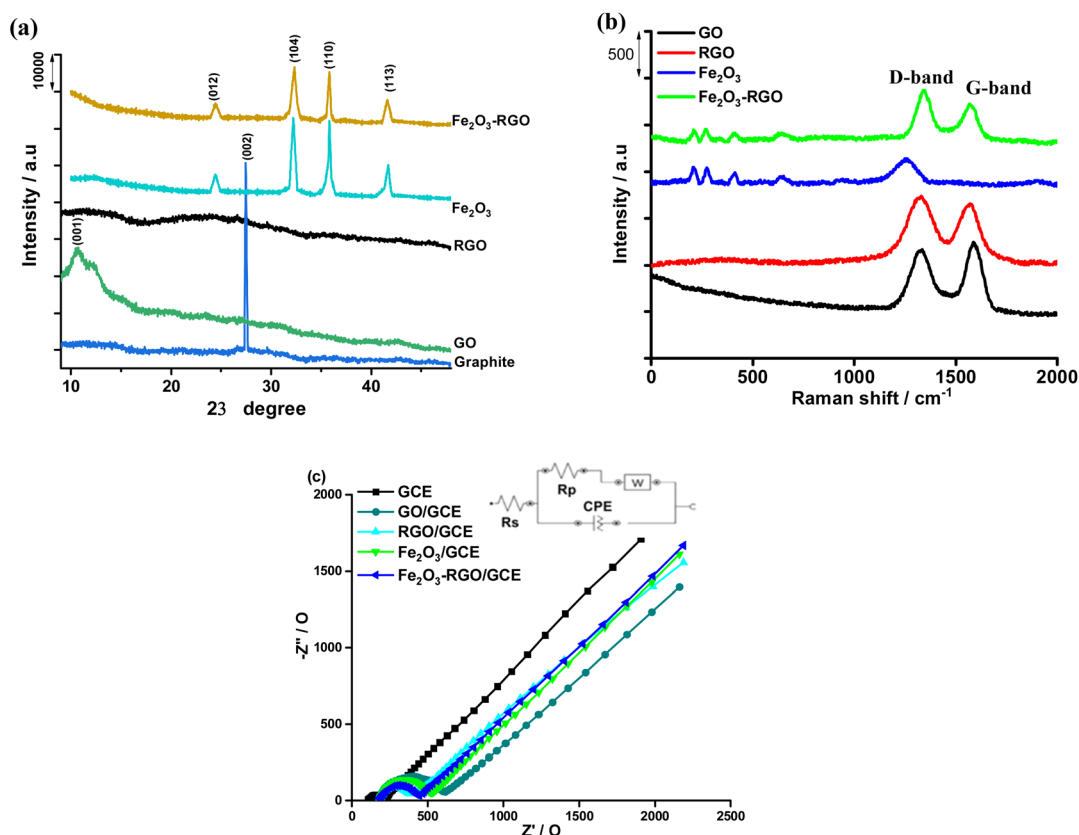 (a)
10000
Intensity / a.u
(012)
(104)
(110)
(113)
(002)
(001)
Fe₂O₃-RGO
Fe₂O₃
RGO
GO
Graphite
10 20 30 40
23 degree
(b)
500
GO
RGO
Fe₂O₃
Fe₂O₃-RGO
D-band
G-band
Intensity / a.u
0 500 1000 1500 2000
Raman shift / cm⁻¹
(c)
GCE
GO/GCE
RGO/GCE
Fe₂O₃/GCE
Fe₂O₃-RGO/GCE
Rs
Rp
W
CPE
-Z'' / O
2000
1500
1000
500
0
0 500 1000 1500 2000 2500
Z' / O